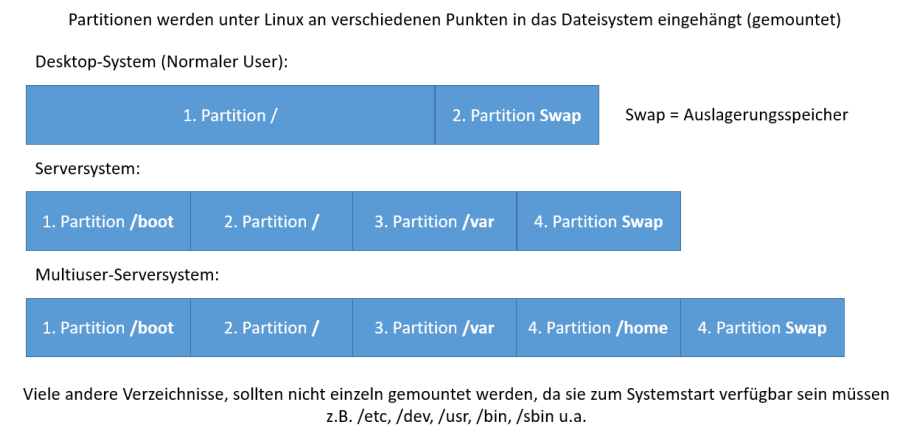 Partitionen werden unter Linux an verschiedenen Punkten in das Dateisystem eingehängt (gemountet)
Desktop-System (Normaler User):
1. Partition /
2. Partition Swap
Swap = Auslagerungsspeicher
Serversystem:
1. Partition /boot
2. Partition /
3. Partition /var
4. Partition Swap
Multiuser-Serversystem:
1. Partition /boot
2. Partition /
3. Partition /var
4. Partition /home
4. Partition Swap
Viele andere Verzeichnisse, sollten nicht einzeln gemountet werden, da sie zum Systemstart verfügbar sein müssen
z.B. /etc, /dev, /usr, /bin, /sbin u.a.